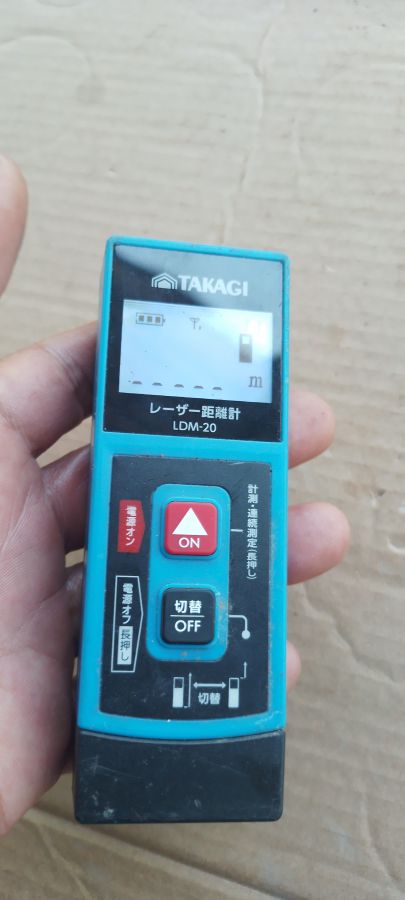 TAKAGI
m
レーザー距離計
LDM-20
計測・連続測定(長押し)
電源オン
ON
電源オフ 長押し
切替
OFF
切替